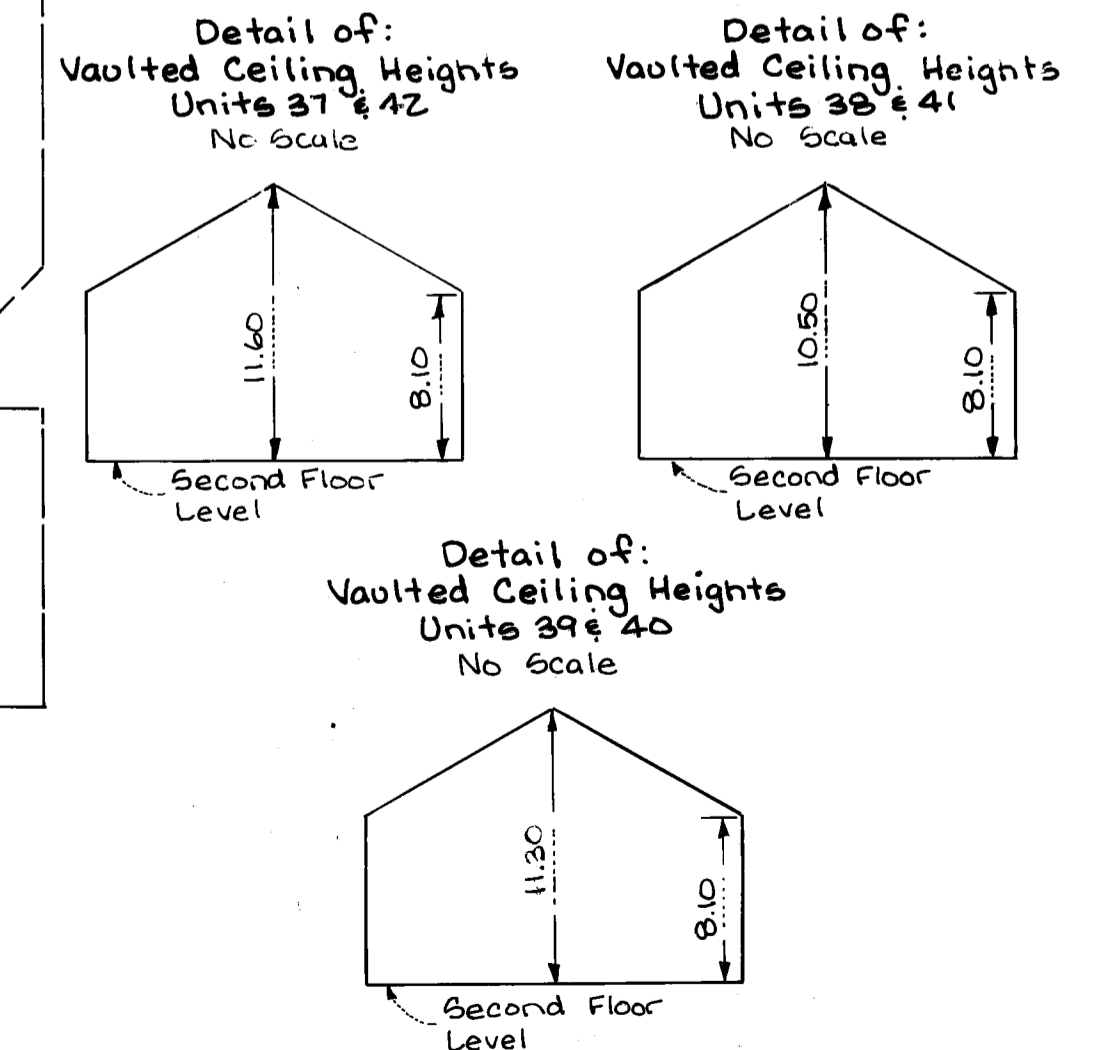 Detail of:
Vaulted Ceiling Heights
Units 37 & 42
No Scale
11.60
8.10
Second Floor
Level
Detail of:
Vaulted Ceiling Heights
Units 38 & 41
No Scale
10.50
8.10
Second Floor
Level
Detail of:
Vaulted Ceiling Heights
Units 39 & 40
No Scale
11.30
8.10
Second Floor
Level